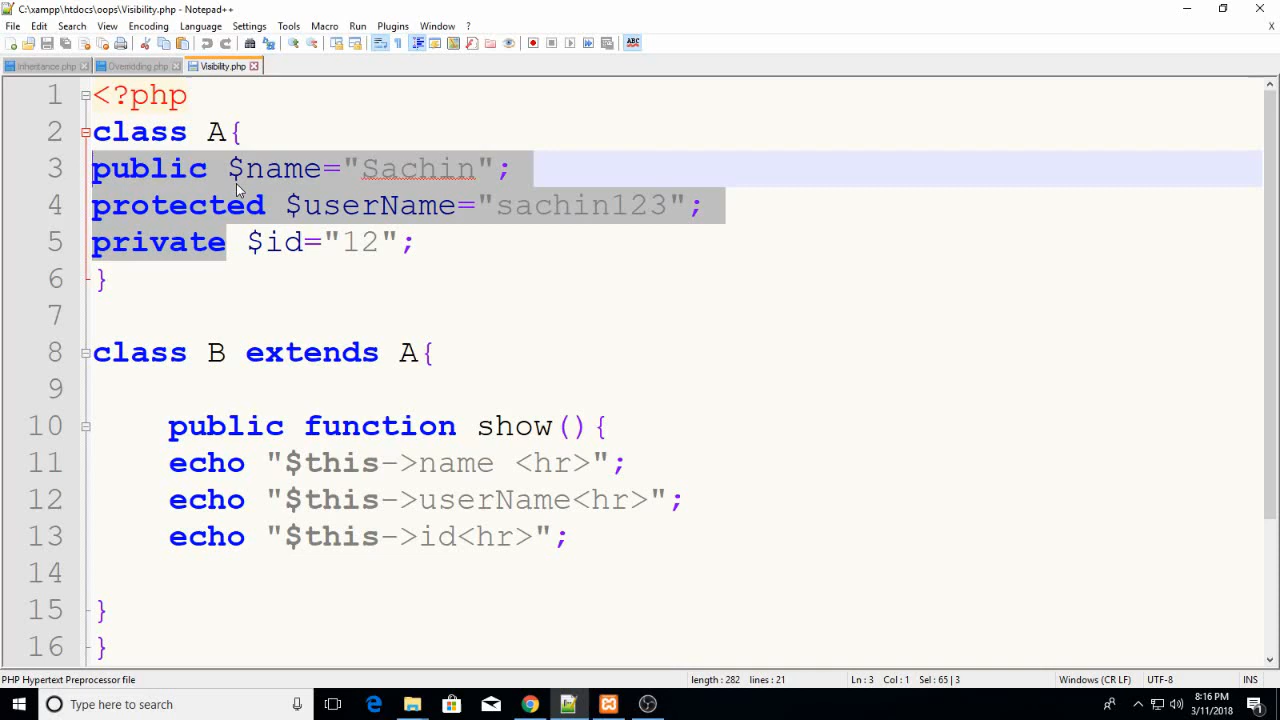 C:\xampp\htdocs\oops\Visibility.php - Notepad++
File Edit Search View Encoding Language Settings Tools Macro Run Plugins Window ?
Inheritance.php Overridding.php Visibility.php
1 <?php
2 class A{
3 public $name="Sachin";
4 protected $userName="sachin123";
5 private $id="12";
6 }
7
8 class B extends A{
9
10 public function show(){
11 echo "$this->name <hr>";
12 echo "$this->userName<hr>";
13 echo "$this->id<hr>";
14
15 }
16 }
PHP Hypertext Preprocessor file length : 282 lines : 21 Ln : 3 Col : 1 Sel : 65 | 3 Windows (CR LF) UTF-8 INS
Type here to search
8:16 PM
3/11/2018